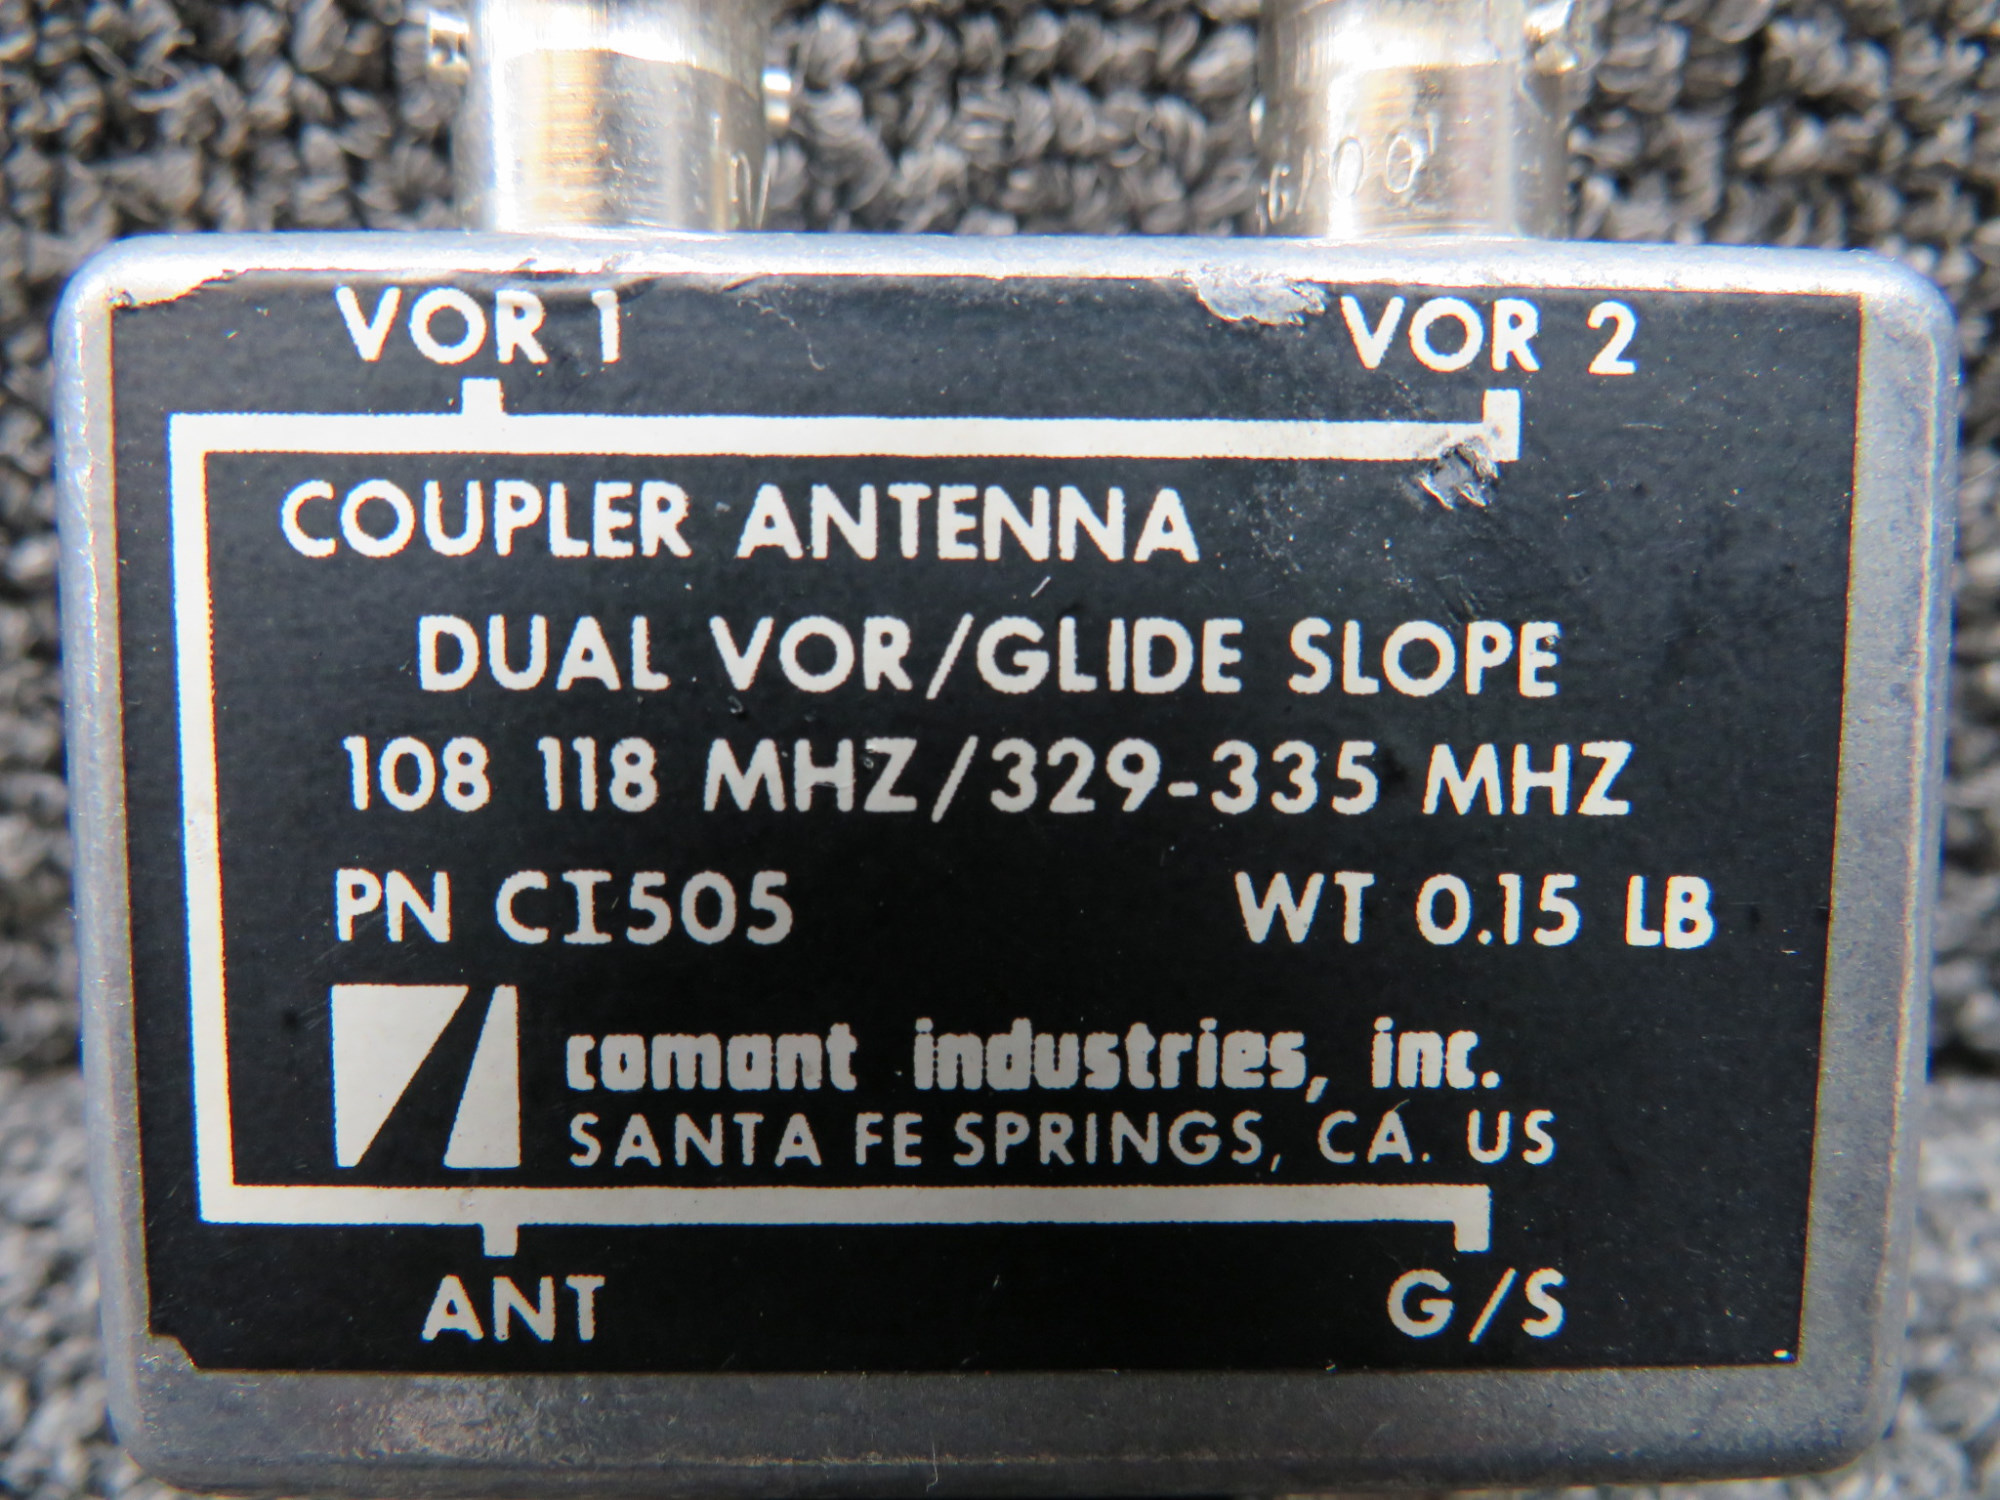 VOR 1 VOR 2
COUPLER ANTENNA
DUAL VOR/GLIDE SLOPE
108 118 MHZ/329-335 MHZ
PN CI505 WT 0.15 LB
comant industries, inc.
SANTA FE SPRINGS, CA. US
ANT G/S